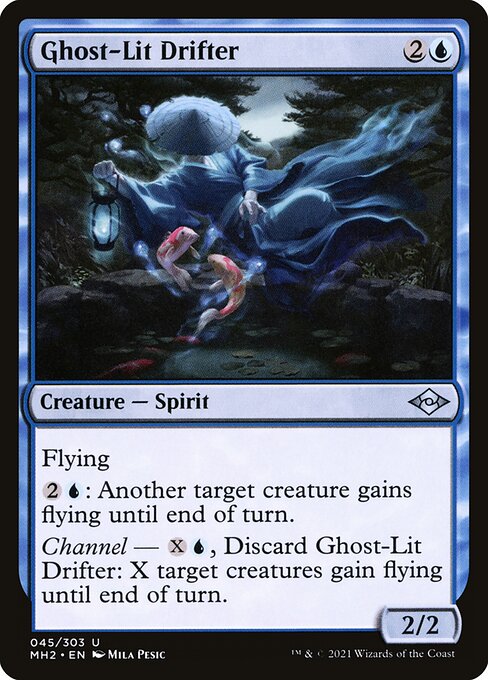 Ghost-Lit Drifter 2
Creature — Spirit
Flying
2: Another target creature gains
flying until end of turn.
Channel — X, Discard Ghost-Lit
Drifter: X target creatures gain flying
until end of turn.
2/2
045/303 U
MH2 • EN Mila Pesic
™ & © 2021 Wizards of the Coast